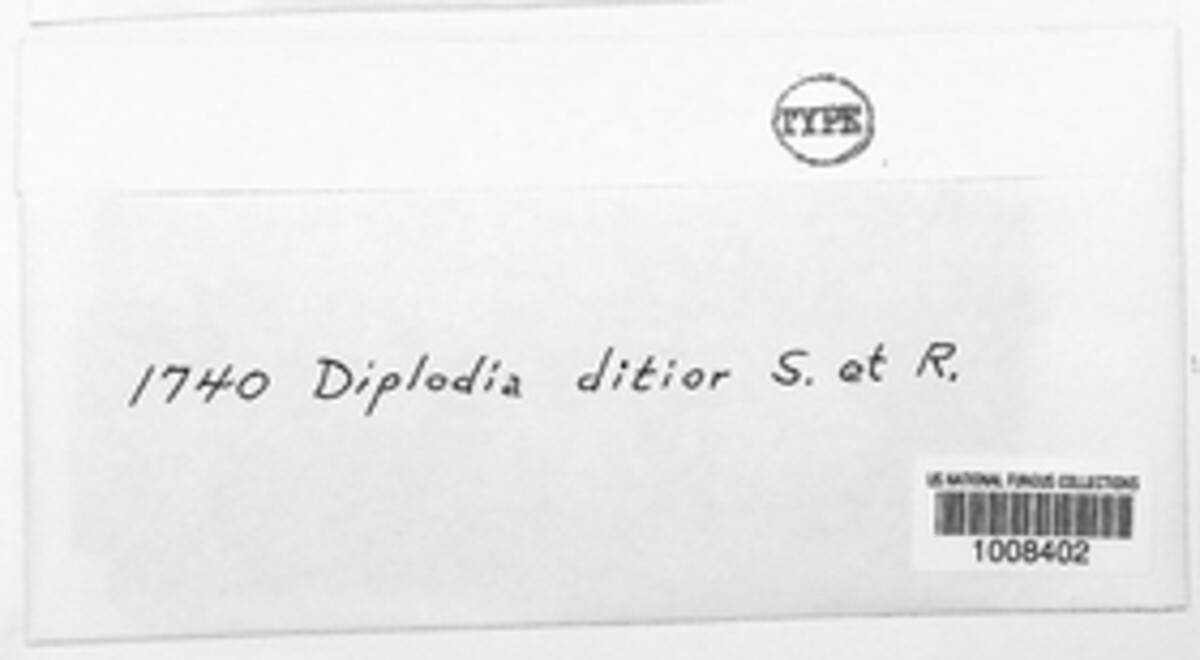 TYPE
1740 Diplodia ditior S. et R.
US NATIONAL FUNGUS COLLECTIONS
1008402